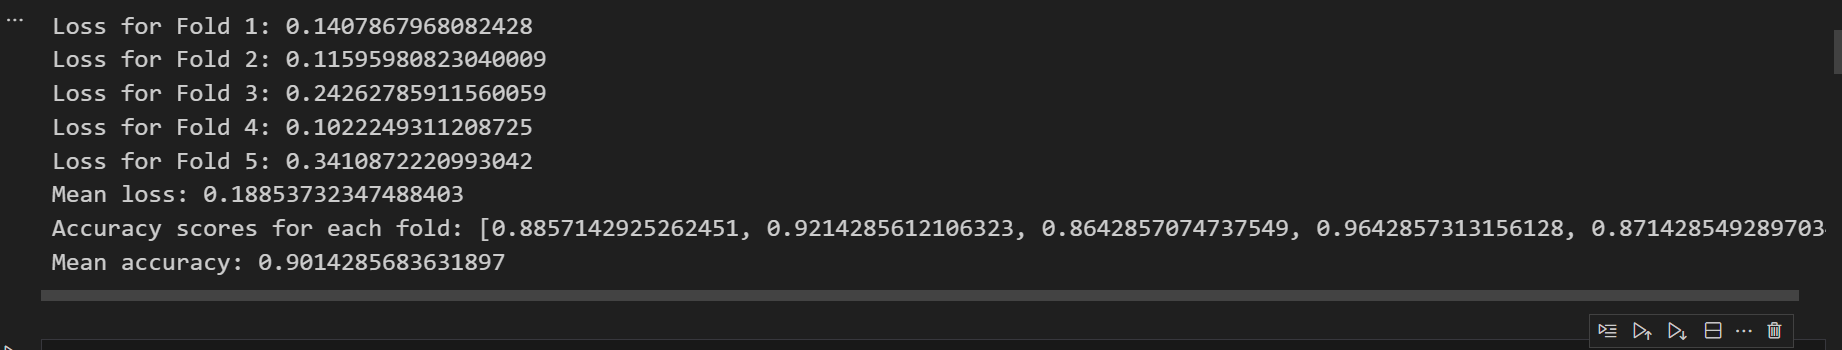 Loss for Fold 1: 0.1407867968082428
Loss for Fold 2: 0.11595980823040009
Loss for Fold 3: 0.24262785911560059
Loss for Fold 4: 0.1022249311208725
Loss for Fold 5: 0.3410872220993042
Mean loss: 0.18853732347488403
Accuracy scores for each fold: [0.8857142925262451, 0.9214285612106323, 0.8642857074737549, 0.9642857313156128, 0.871428549289703
Mean accuracy: 0.9014285683631897